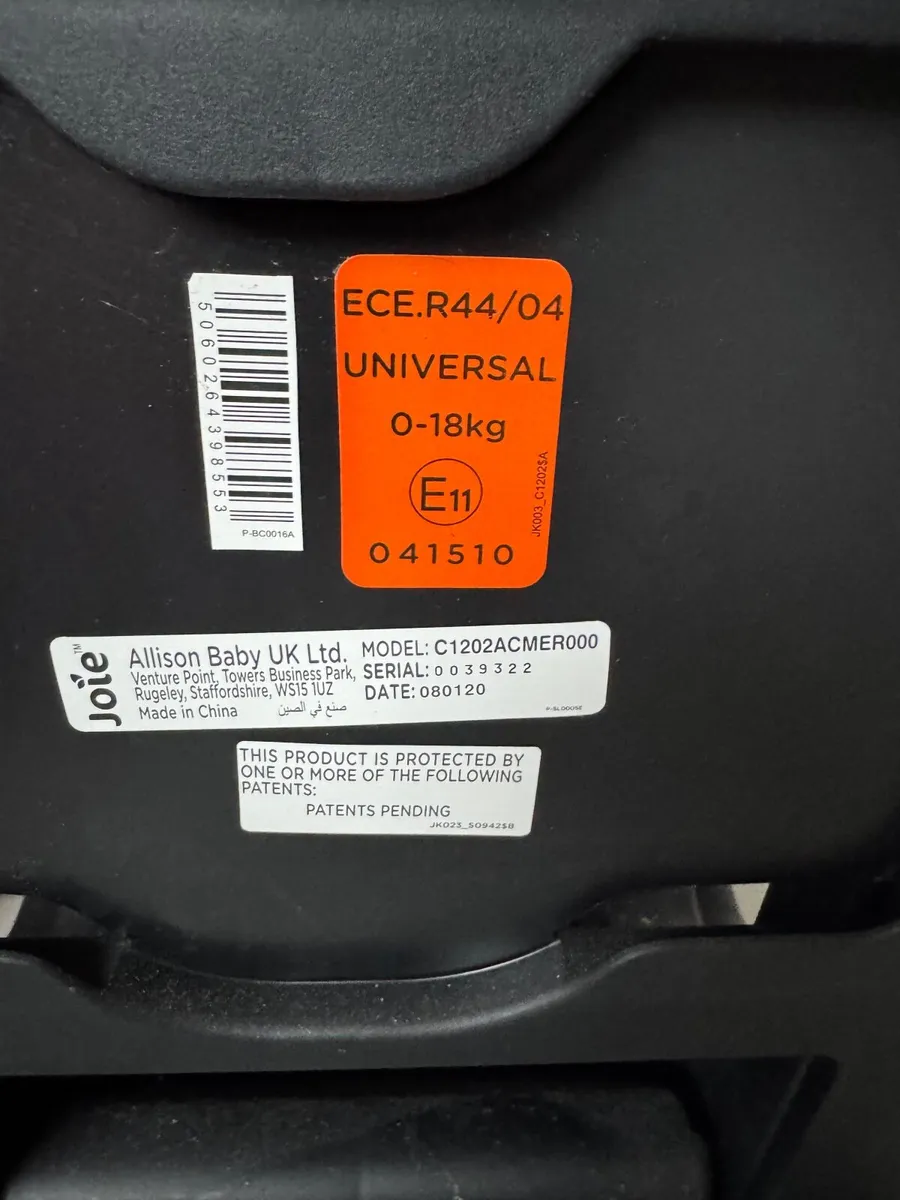 5060264398553
P-BC0016A
ECE.R44/04
UNIVERSAL
0-18kg
E11
041510
JK003_C1202$A
Joie™
Allison Baby UK Ltd.
Venture Point, Towers Business Park,
Rugeley, Staffordshire, WS15 1UZ
Made in China صنع في الصين
MODEL: C1202ACMER000
SERIAL: 0039322
DATE: 080120
THIS PRODUCT IS PROTECTED BY
ONE OR MORE OF THE FOLLOWING
PATENTS:
PATENTS PENDING
JK023_S0942$B